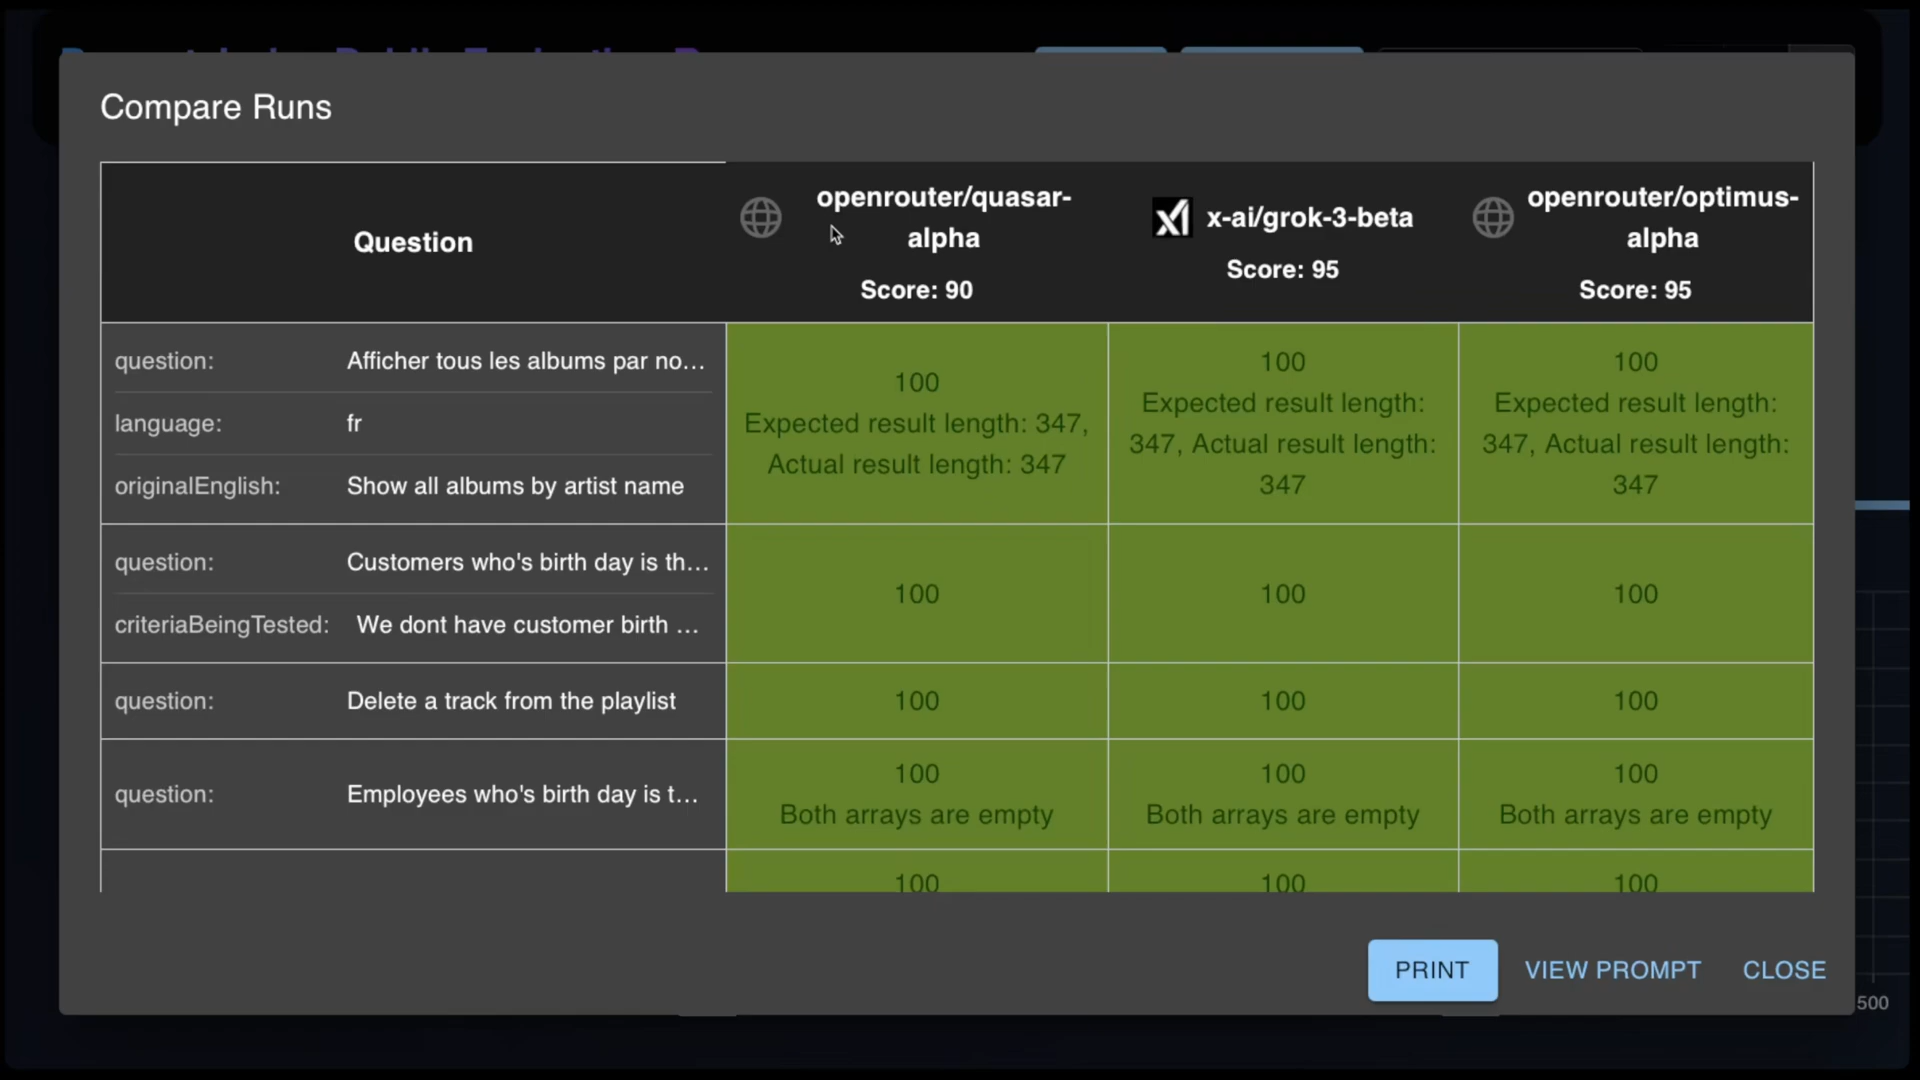 Compare Runs
Question
openrouter/quasar-
alpha
Score: 90
x-ai/grok-3-beta
Score: 95
openrouter/optimus-
alpha
Score: 95
question: Afficher tous les albums par no...
language: fr
originalEnglish: Show all albums by artist name
100
Expected result length: 347,
Actual result length: 347
100
Expected result length:
347, Actual result length:
347
100
Expected result length:
347, Actual result length:
347
question: Customers who's birth day is th...
criteriaBeingTested: We dont have customer birth ...
100
100
100
question: Delete a track from the playlist
100
100
100
question: Employees who's birth day is t...
100
Both arrays are empty
100
Both arrays are empty
100
Both arrays are empty
100
100
100
PRINT
VIEW PROMPT
CLOSE
500